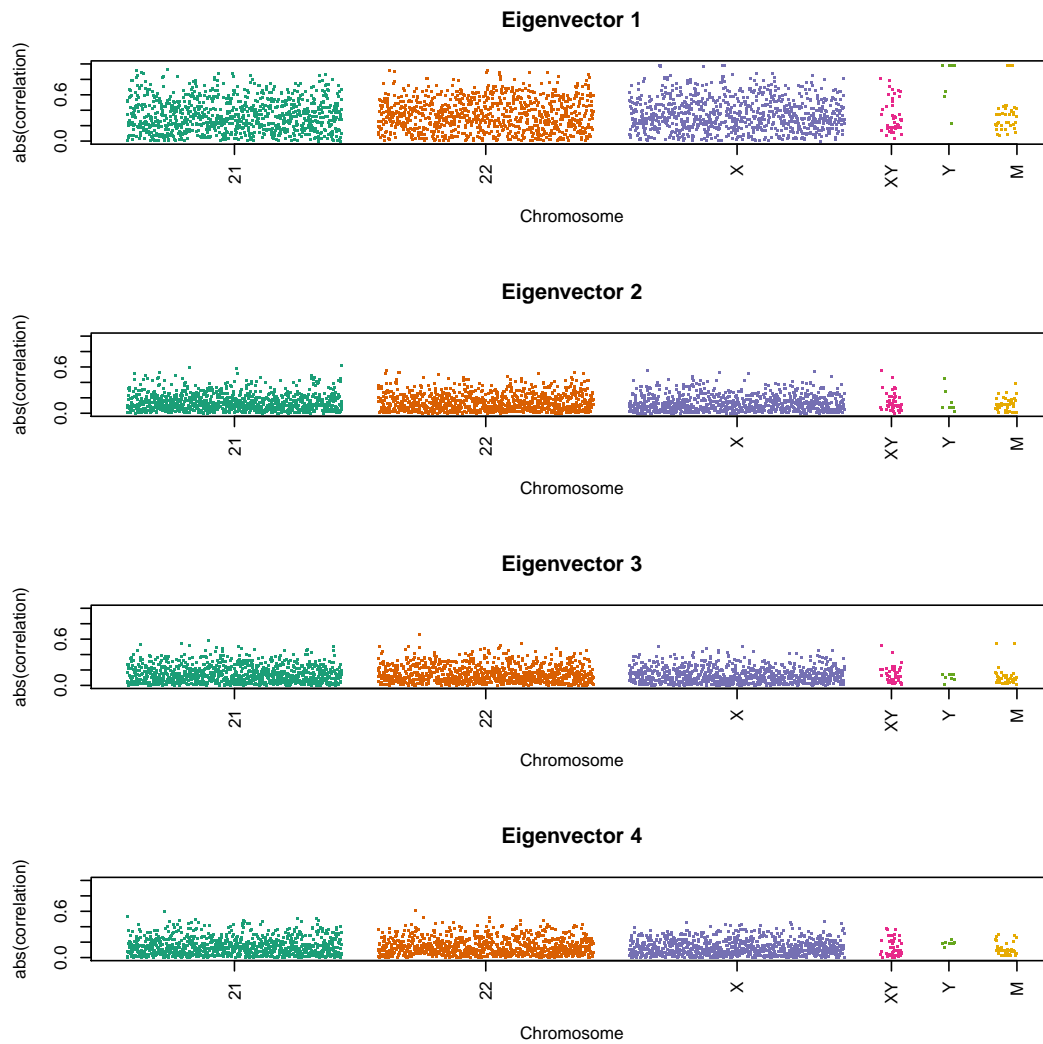 Eigenvector 1
abs(correlation)
0.6
0.0
21 22 X XY Y M
Chromosome
Eigenvector 2
abs(correlation)
0.6
0.0
21 22 X XY Y M
Chromosome
Eigenvector 3
abs(correlation)
0.6
0.0
21 22 X XY Y M
Chromosome
Eigenvector 4
abs(correlation)
0.6
0.0
21 22 X XY Y M
Chromosome